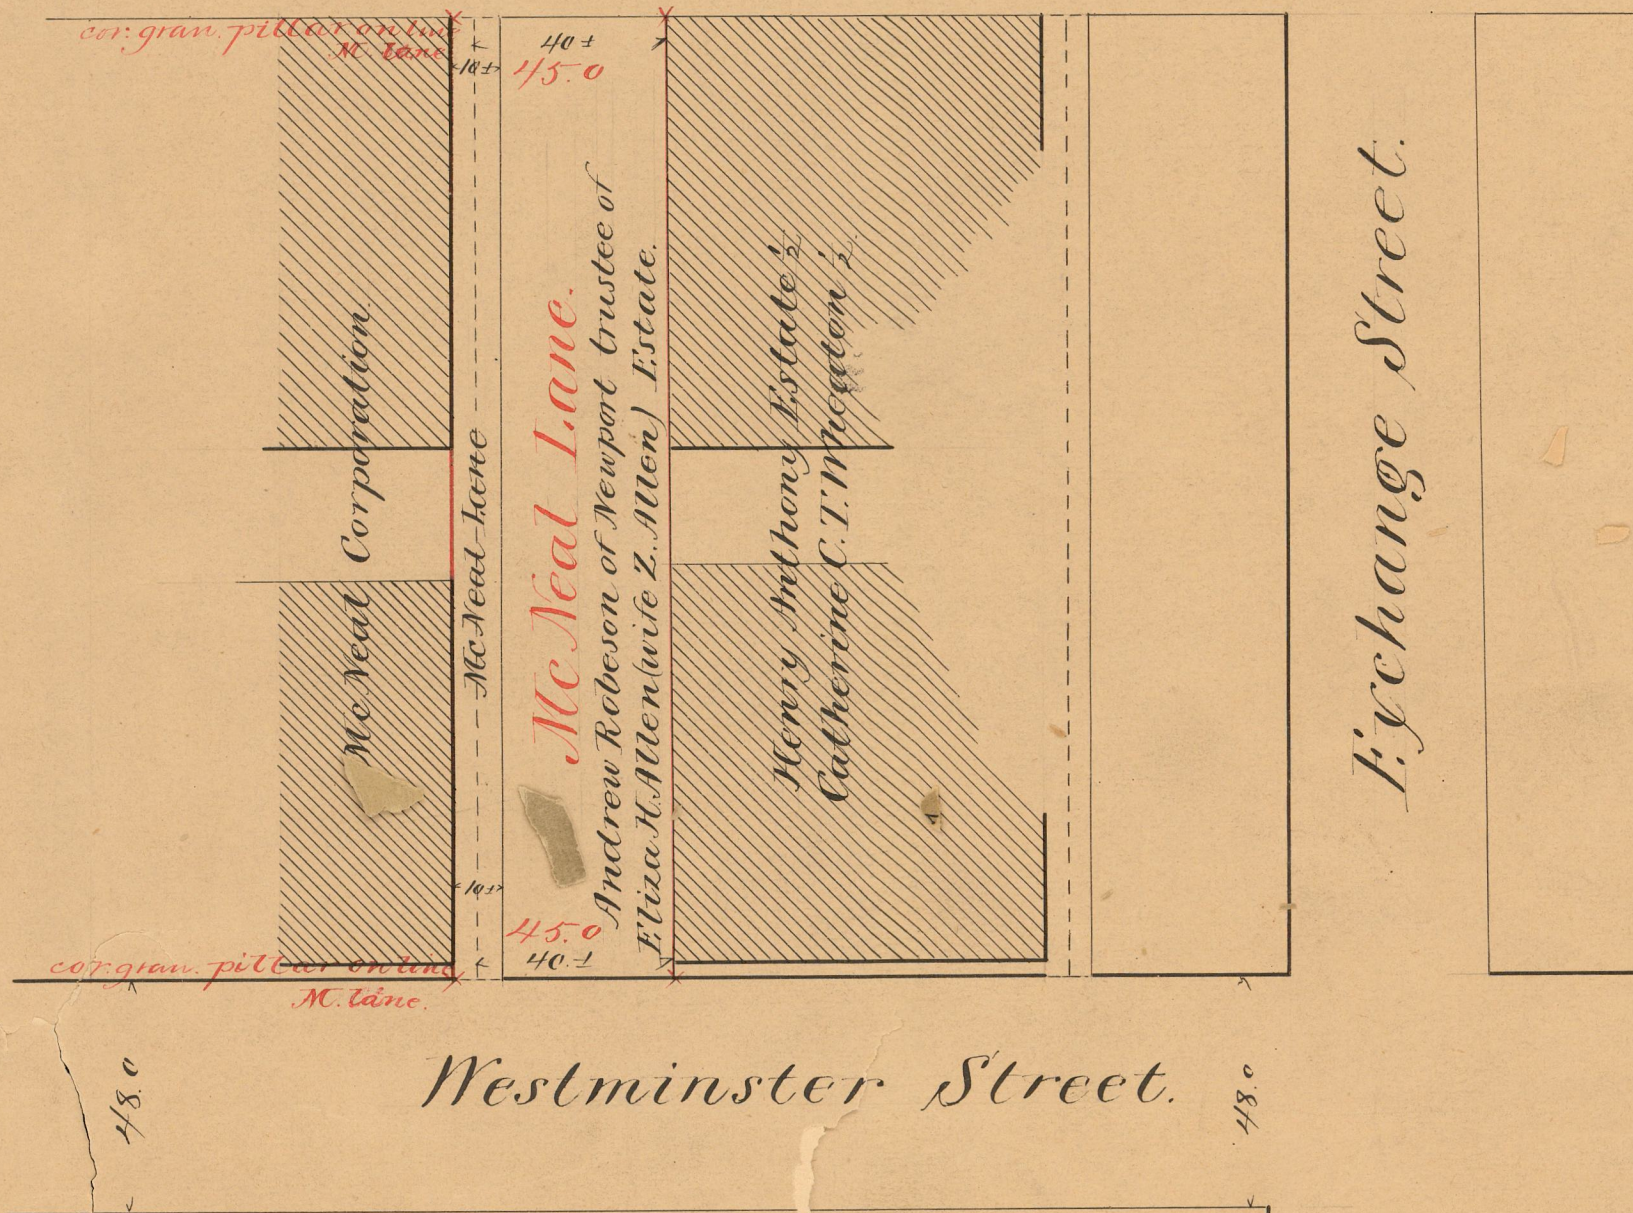 cor. gran. pillar on line
M. lane
10±
40±
45.0
McNeal Corporation.
McNeal Lane
McNeal Lane.
Andrew Robeson of Newport trustee of
Eliza H. Allen (wife Z. Allen) Estate.
Henry Anthony Estate ½
Catherine C. T. Wheaton ½.
Exchange Street.
10±
45.0
40±
cor. gran. pillar on line
M. lane.
Westminster Street.
48.0
48.0